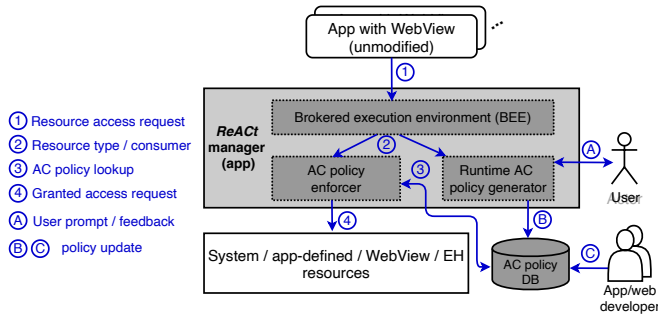 App with WebView
(unmodified)
1
ReACt
manager
(app)
Brokered execution environment (BEE)
2
AC policy
enforcer
3
Runtime AC
policy generator
A
User
4
B
System / app-defined / WebView / EH
resources
AC policy
DB
C
App/web
developer
1 Resource access request
2 Resource type / consumer
3 AC policy lookup
4 Granted access request
A User prompt / feedback
B C policy update